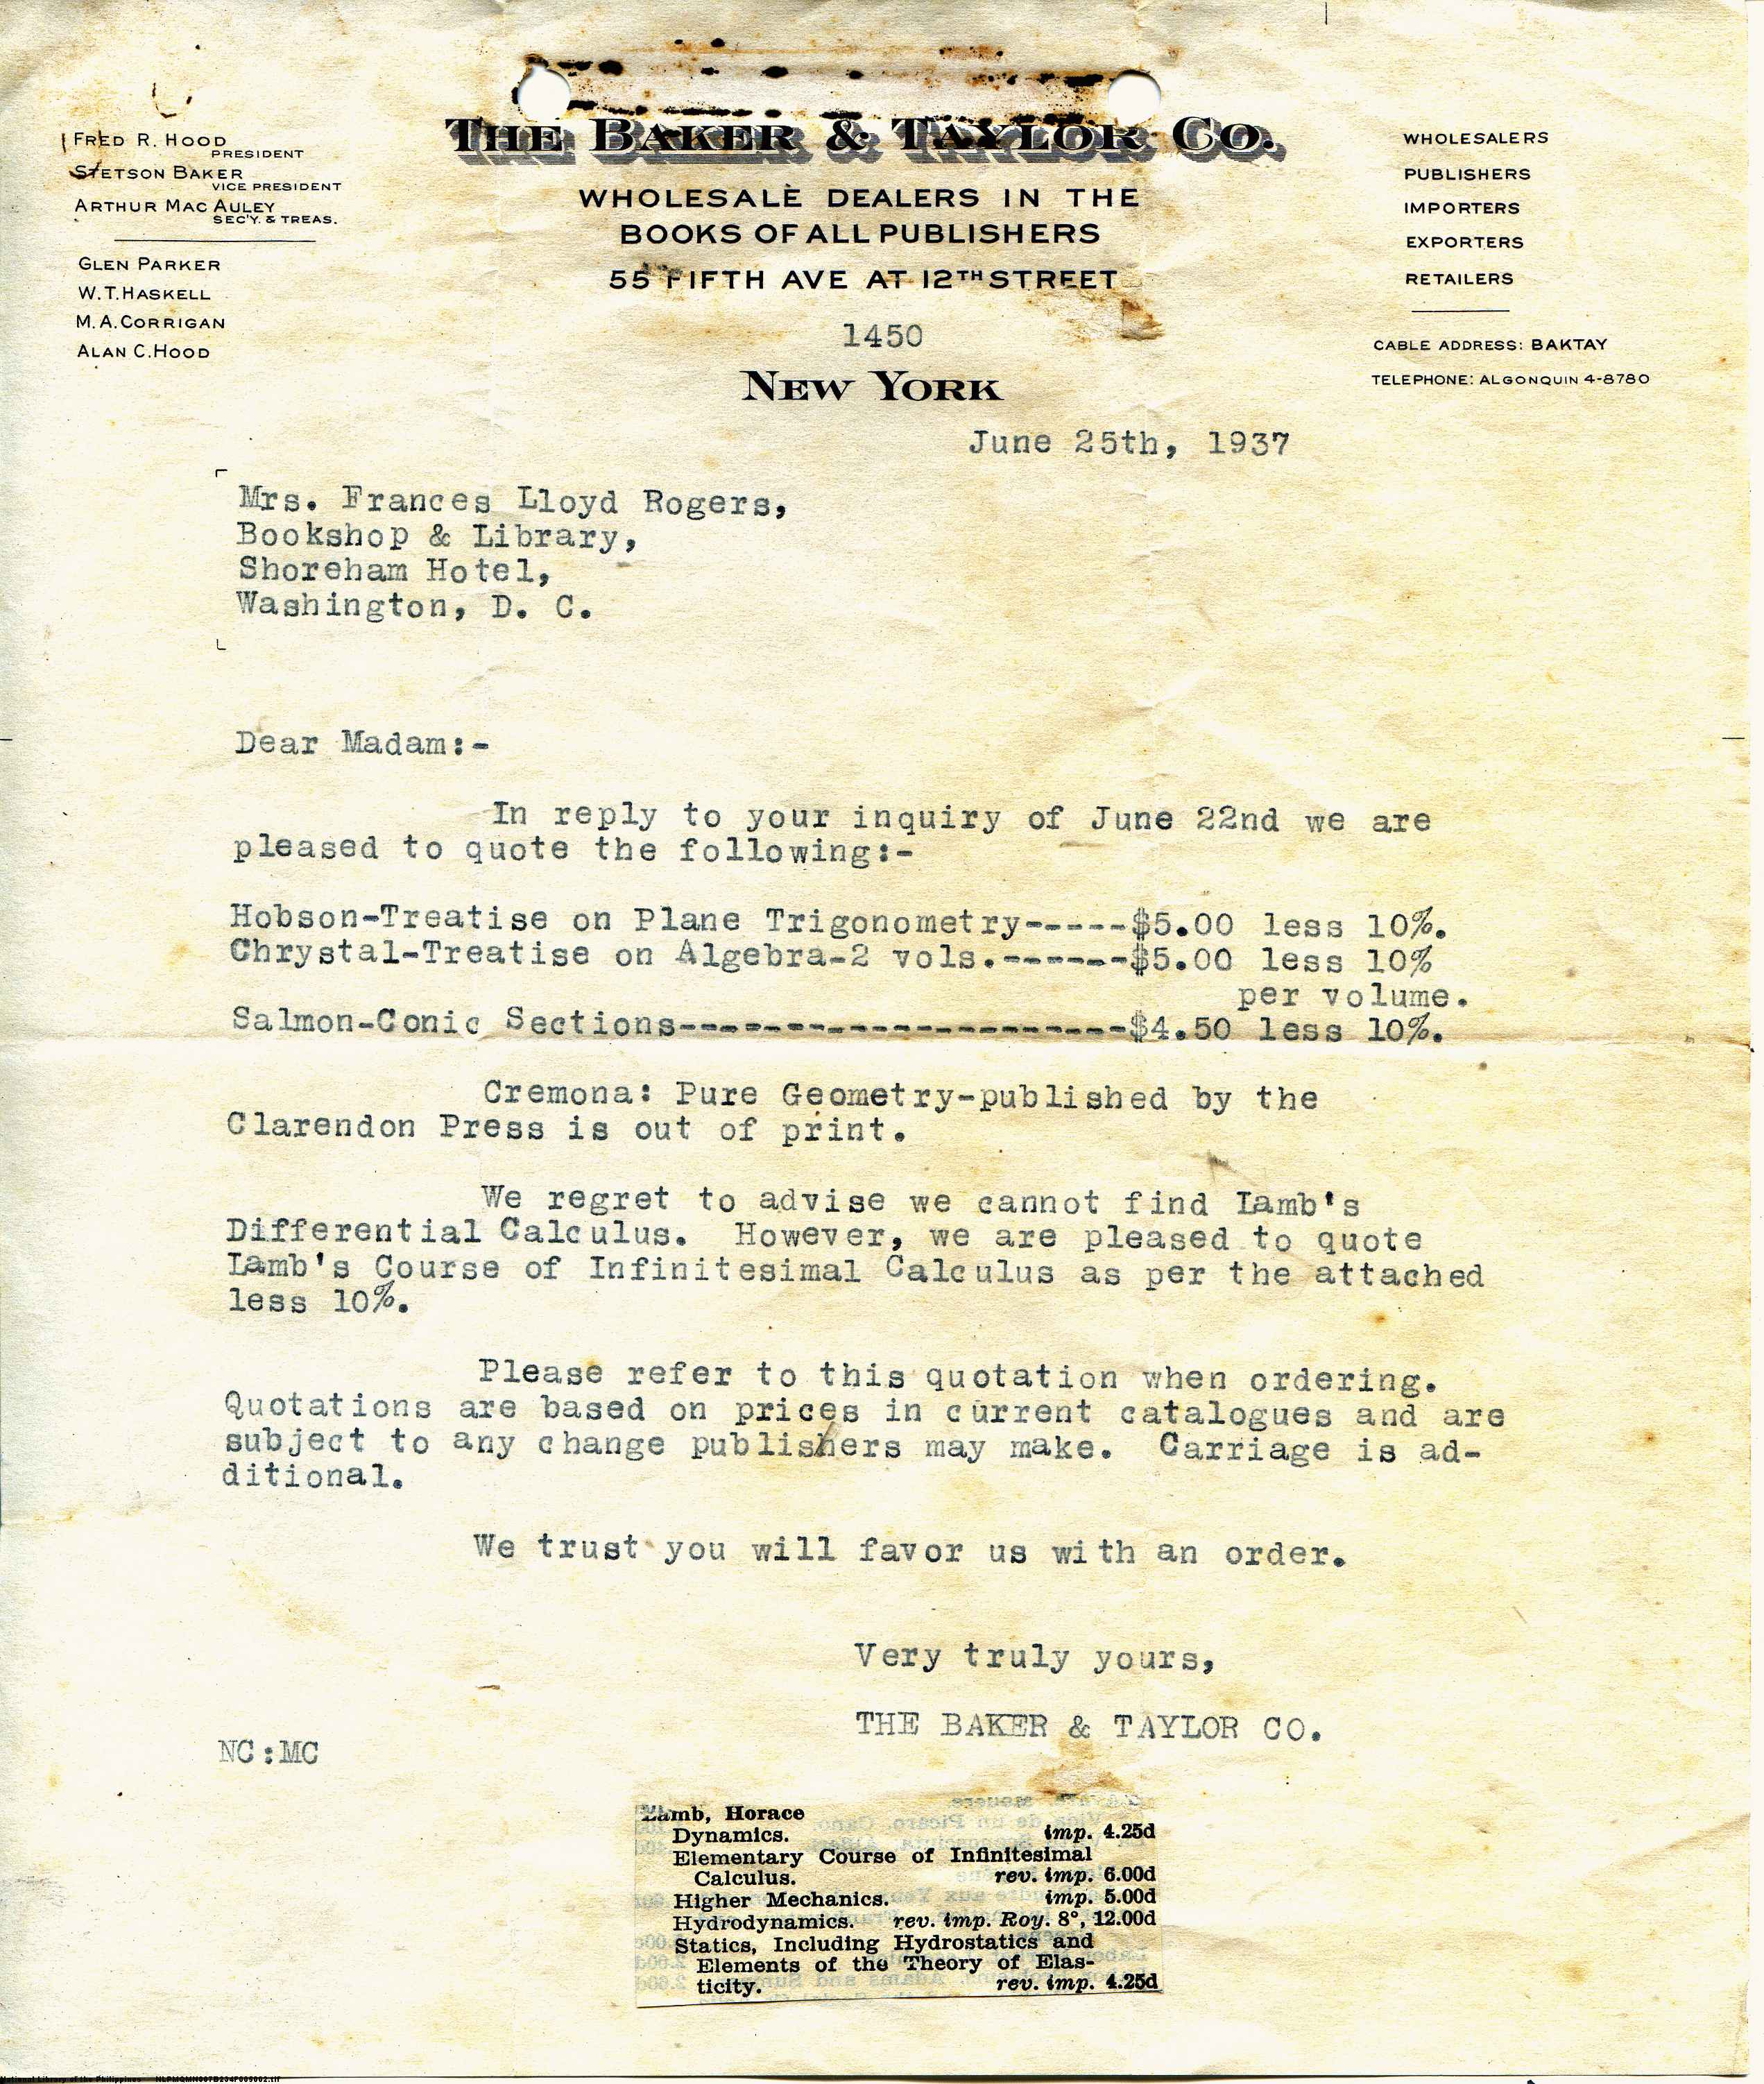 THE BAKER & TAYLOR CO.
WHOLESALE DEALERS IN THE
BOOKS OF ALL PUBLISHERS
55 FIFTH AVE AT 12TH STREET
1450
NEW YORK
FRED R. HOOD
PRESIDENT
STETSON BAKER
VICE PRESIDENT
ARTHUR MAC AULEY
SEC'Y. & TREAS.
GLEN PARKER
W. T. HASKELL
M. A. CORRIGAN
ALAN C. HOOD
WHOLESALERS
PUBLISHERS
IMPORTERS
EXPORTERS
RETAILERS
CABLE ADDRESS: BAKTAY
TELEPHONE: ALGONQUIN 4-8780
June 25th, 1937
Mrs. Frances Lloyd Rogers,
Bookshop & Library,
Shoreham Hotel,
Washington, D. C.
Dear Madam:-
In reply to your inquiry of June 22nd we are
pleased to quote the following:-
Hobson-Treatise on Plane Trigonometry-----$5.00 less 10%.
Chrystal-Treatise on Algebra-2 vols.------$5.00 less 10%
per volume.
Salmon-Conic Sections---------------------$4.50 less 10%.
Cremona: Pure Geometry-published by the
Clarendon Press is out of print.
We regret to advise we cannot find Lamb's
Differential Calculus. However, we are pleased to quote
Lamb's Course of Infinitesimal Calculus as per the attached
less 10%.
Please refer to this quotation when ordering.
Quotations are based on prices in current catalogues and are
subject to any change publishers may make. Carriage is ad-
ditional.
We trust you will favor us with an order.
Very truly yours,
THE BAKER & TAYLOR CO.
NC:MC
Lamb, Horace
Dynamics. imp. 4.25d
Elementary Course of Infinitesimal
Calculus. rev. imp. 6.00d
Higher Mechanics. imp. 5.00d
Hydrodynamics. rev. imp. Roy. 8°, 12.00d
Statics, Including Hydrostatics and
Elements of the Theory of Elas-
ticity. rev. imp. 4.25d
National Library of the Philippines